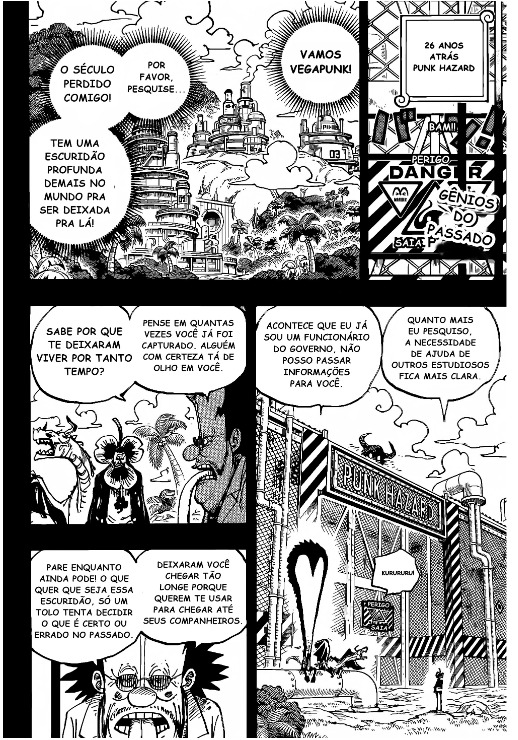 26 ANOS
ATRÁS
PUNK HAZARD
BAM!
PERIGO
DANGER
GÊNIOS
DO
PASSADO
SAIA
VAMOS
VEGAPUNK!
POR
FAVOR,
PESQUISE...
O SÉCULO
PERDIDO
COMIGO!
TEM UMA
ESCURIDÃO
PROFUNDA
DEMAIS NO
MUNDO PRA
SER DEIXADA
PRA LÁ!
03
QUANTO MAIS
EU PESQUISO,
A NECESSIDADE
DE AJUDA DE
OUTROS ESTUDIOSOS
FICA MAIS CLARA
ACONTECE QUE EU JÁ
SOU UM FUNCIONÁRIO
DO GOVERNO, NÃO
POSSO PASSAR
INFORMAÇÕES
PARA VOCÊ.
PUNK HAZARD
KURURURU!
PERIGO
SAIA
PENSE EM QUANTAS
VEZES VOCÊ JÁ FOI
CAPTURADO. ALGUÉM
COM CERTEZA TÁ DE
OLHO EM VOCÊ.
SABE POR QUE
TE DEIXARAM
VIVER POR TANTO
TEMPO?
DEIXARAM VOCÊ
CHEGAR TÃO
LONGE PORQUE
QUEREM TE USAR
PARA CHEGAR ATÉ
SEUS COMPANHEIROS.
PARE ENQUANTO
AINDA PODE! O QUE
QUER QUE SEJA ESSA
ESCURIDÃO, SÓ UM
TOLO TENTA DECIDIR
O QUE É CERTO OU
ERRADO NO PASSADO.